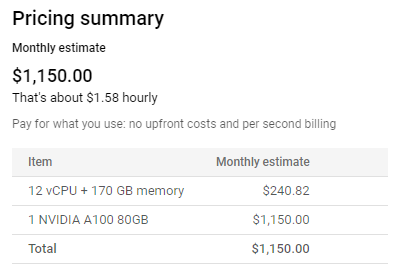 Pricing summary
Monthly estimate
$1,150.00
That's about $1.58 hourly
Pay for what you use: no upfront costs and per second billing
Item Monthly estimate
12 vCPU + 170 GB memory $240.82
1 NVIDIA A100 80GB $1,150.00
Total $1,150.00